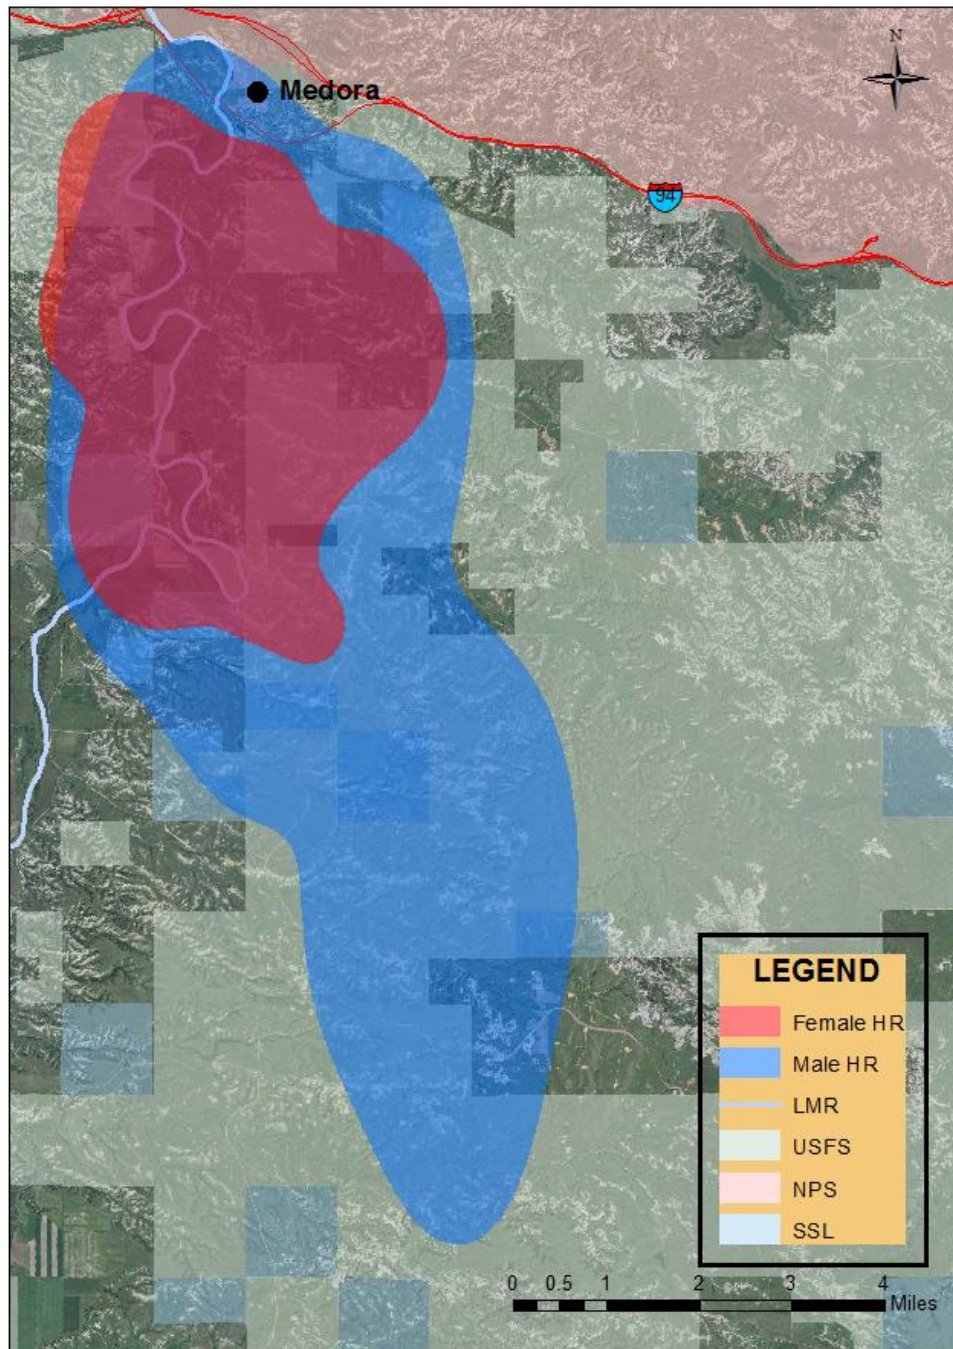 N
Medora
94
LEGEND
Female HR
Male HR
LMR
USFS
NPS
SSL
0 0.5 1 2 3 4
Miles